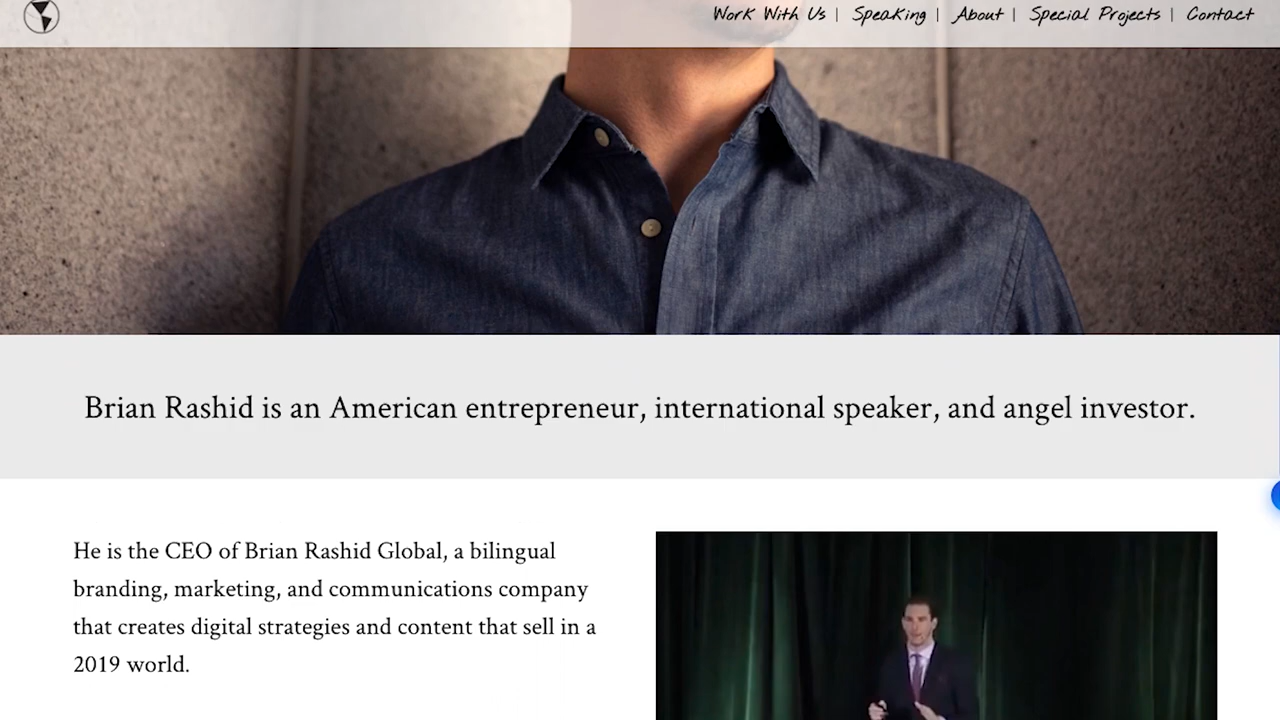 Work With Us | Speaking | About | Special Projects | Contact
Brian Rashid is an American entrepreneur, international speaker, and angel investor.
He is the CEO of Brian Rashid Global, a bilingual
branding, marketing, and communications company
that creates digital strategies and content that sell in a
2019 world.